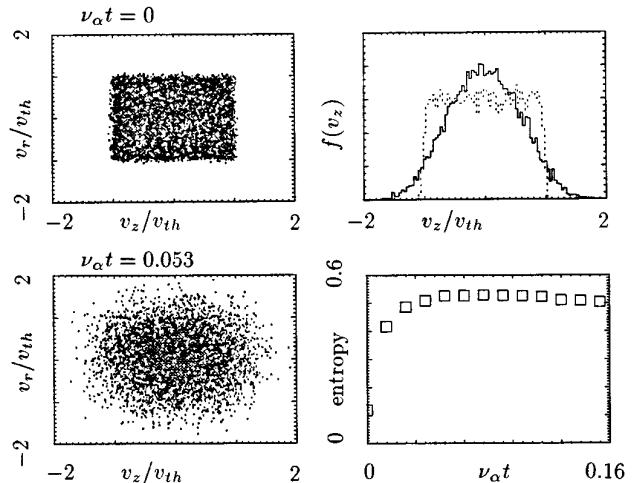 ν_α t = 0
2
v_r/v_th
−2
−2
v_z/v_th
2
f(v_z)
−2
v_z/v_th
2
ν_α t = 0.053
2
v_r/v_th
−2
−2
v_z/v_th
2
0.6
entropy
0
0
ν_α t
0.16